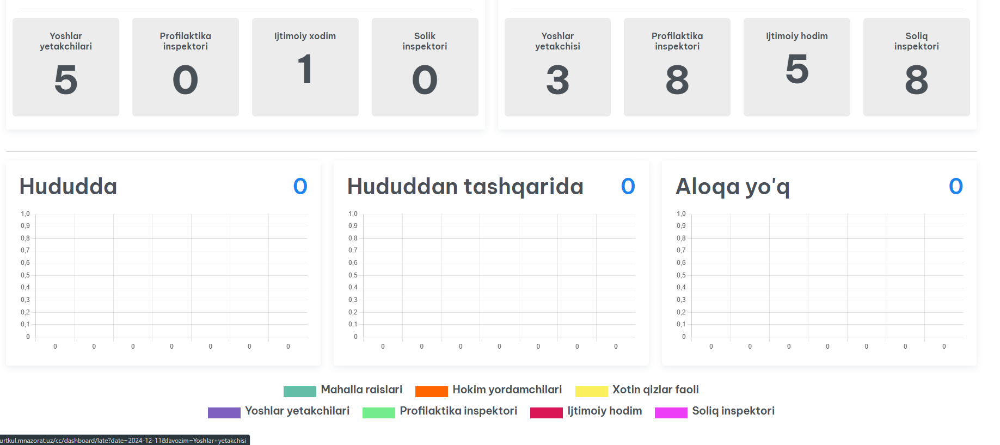 Yoshlar
yetakchilari
5
Profilaktika
inspektori
0
Ijtimoiy xodim
1
Solik
inspektori
0
Yoshlar
yetakchisi
3
Profilaktika
inspektori
8
Ijtimoiy hodim
5
Soliq
inspektori
8
Hududda 0
1,0
0,9
0,8
0,7
0,6
0,5
0,4
0,3
0,2
0,1
0
0 0 0 0 0 0 0
Hududdan tashqarida 0
1,0
0,9
0,8
0,7
0,6
0,5
0,4
0,3
0,2
0,1
0
0 0 0 0 0 0 0
Aloqa yo'q 0
1,0
0,9
0,8
0,7
0,6
0,5
0,4
0,3
0,2
0,1
0
0 0 0 0 0 0 0
Mahalla raislari Hokim yordamchilari Xotin qizlar faoli
Yoshlar yetakchilari Profilaktika inspektori Ijtimoiy hodim Soliq inspektori
urtkul.mnazorat.uz/cc/dashboard/late?date=2024-12-11&lavozim=Yoshlar+yetakchisi